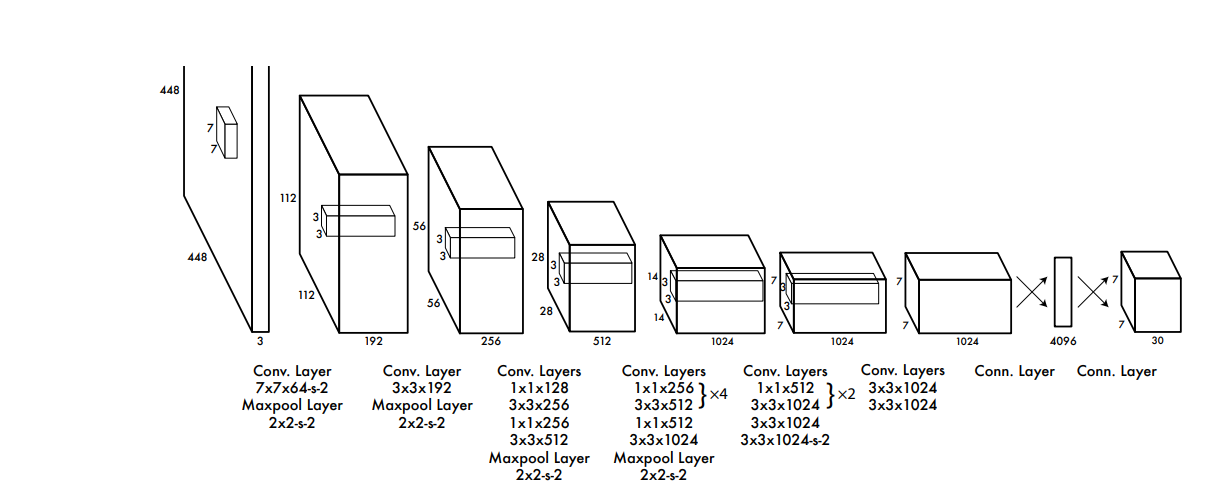 448
7
7
448
3
112
3
3
112
192
56
3
3
56
256
28
3
3
28
512
14
3
3
14
1024
7
3
3
7
1024
7
7
1024
4096
7
7
30
Conv. Layer
7x7x64-s-2
Maxpool Layer
2x2-s-2
Conv. Layer
3x3x192
Maxpool Layer
2x2-s-2
Conv. Layers
1x1x128
3x3x256
1x1x256
3x3x512
Maxpool Layer
2x2-s-2
Conv. Layers
1x1x256
3x3x512
}×4
1x1x512
3x3x1024
Maxpool Layer
2x2-s-2
Conv. Layers
1x1x512
3x3x1024
}×2
3x3x1024
3x3x1024-s-2
Conv. Layers
3x3x1024
3x3x1024
Conn. Layer
Conn. Layer